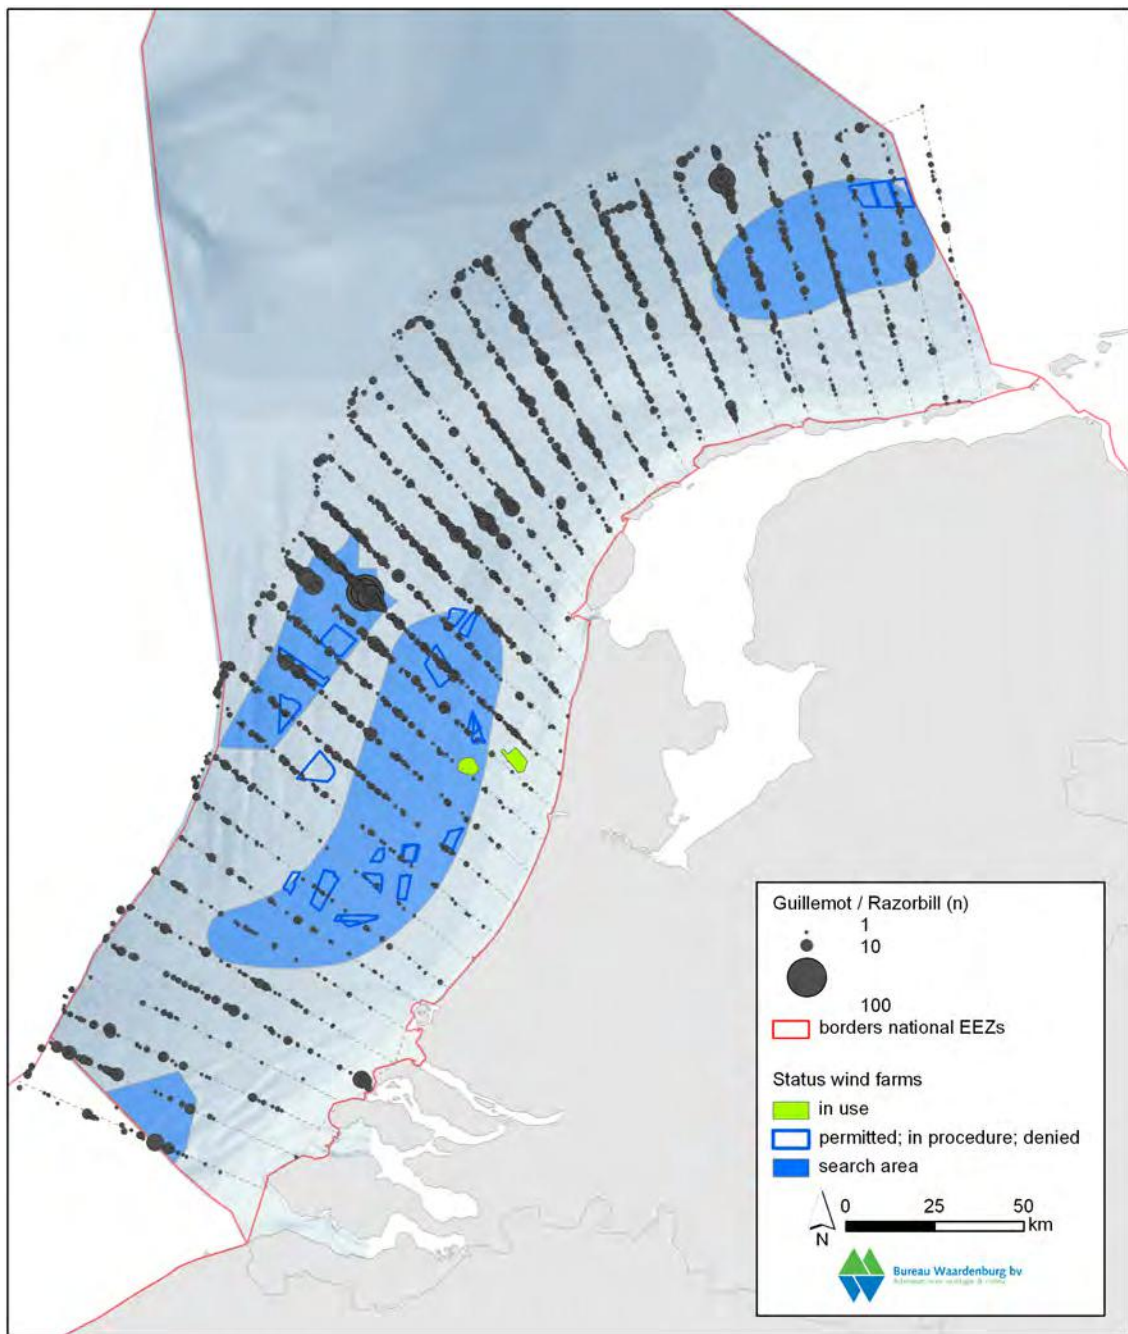 Guillemot / Razorbill (n)
1
10
100
borders national EEZs
Status wind farms
in use
permitted; in procedure; denied
search area
0 25 50
km
N
Bureau Waardenburg bv